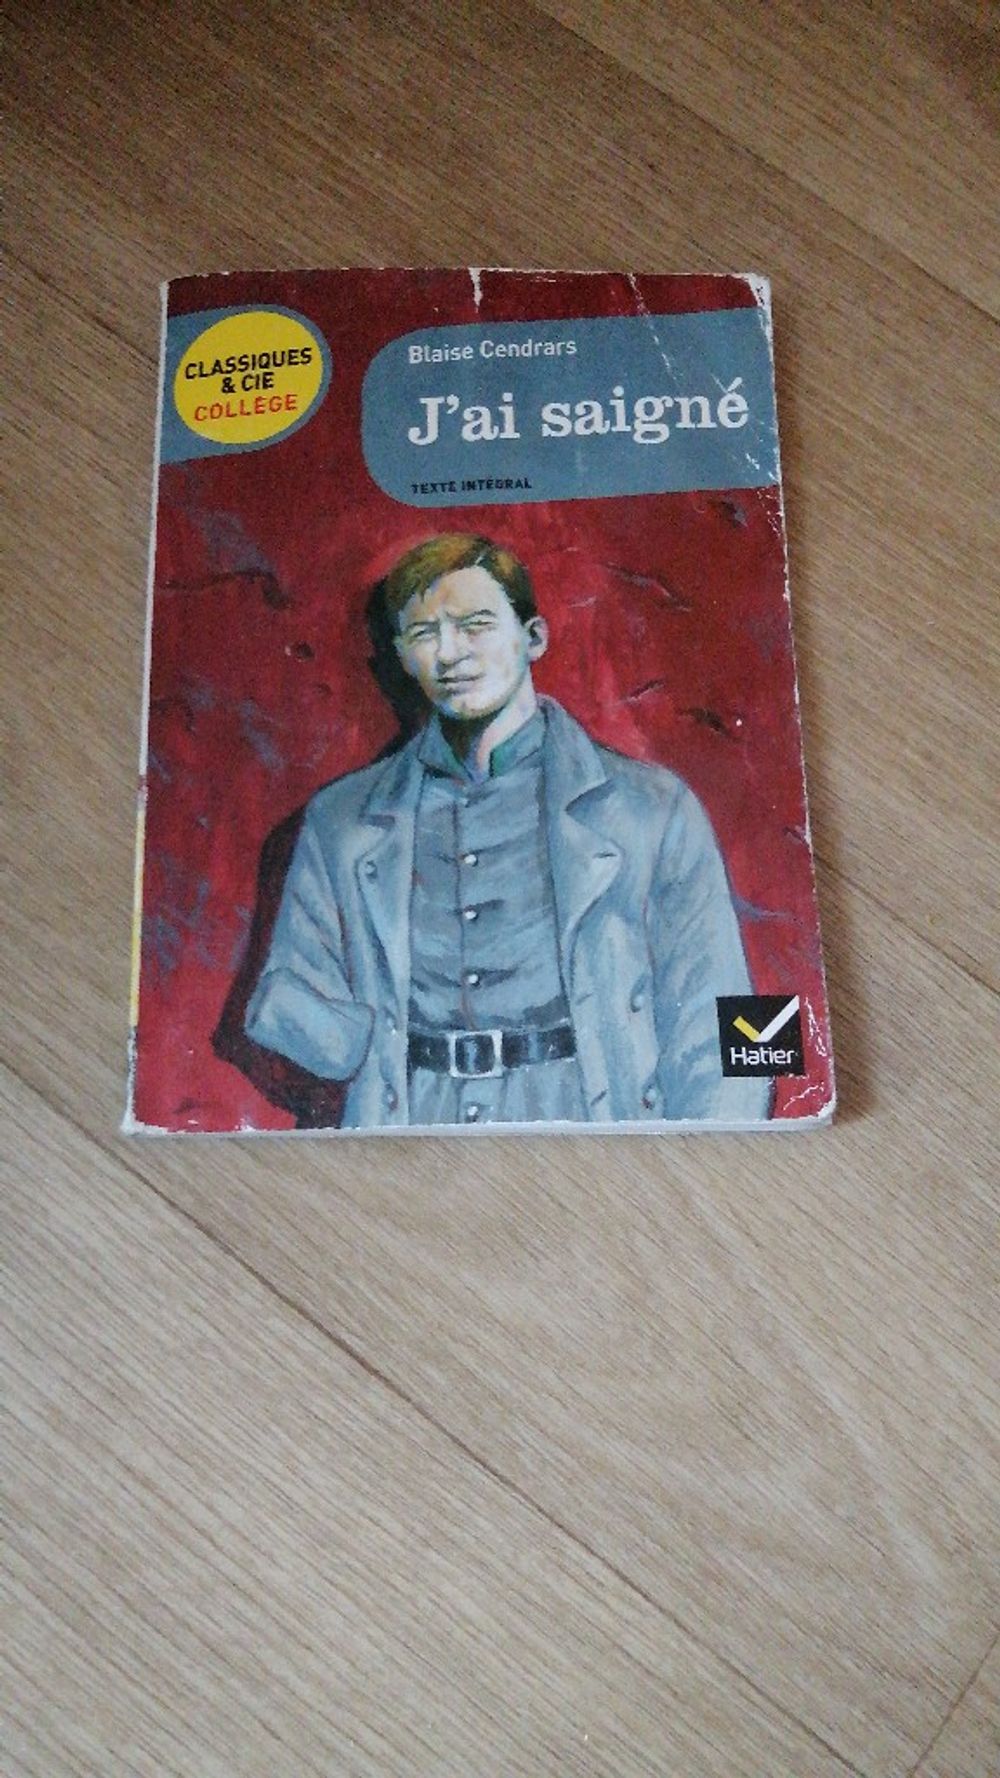 CLASSIQUES
& CIE
COLLÈGE
Blaise Cendrars
J'ai saigné
TEXTE INTÉGRAL
Hatier